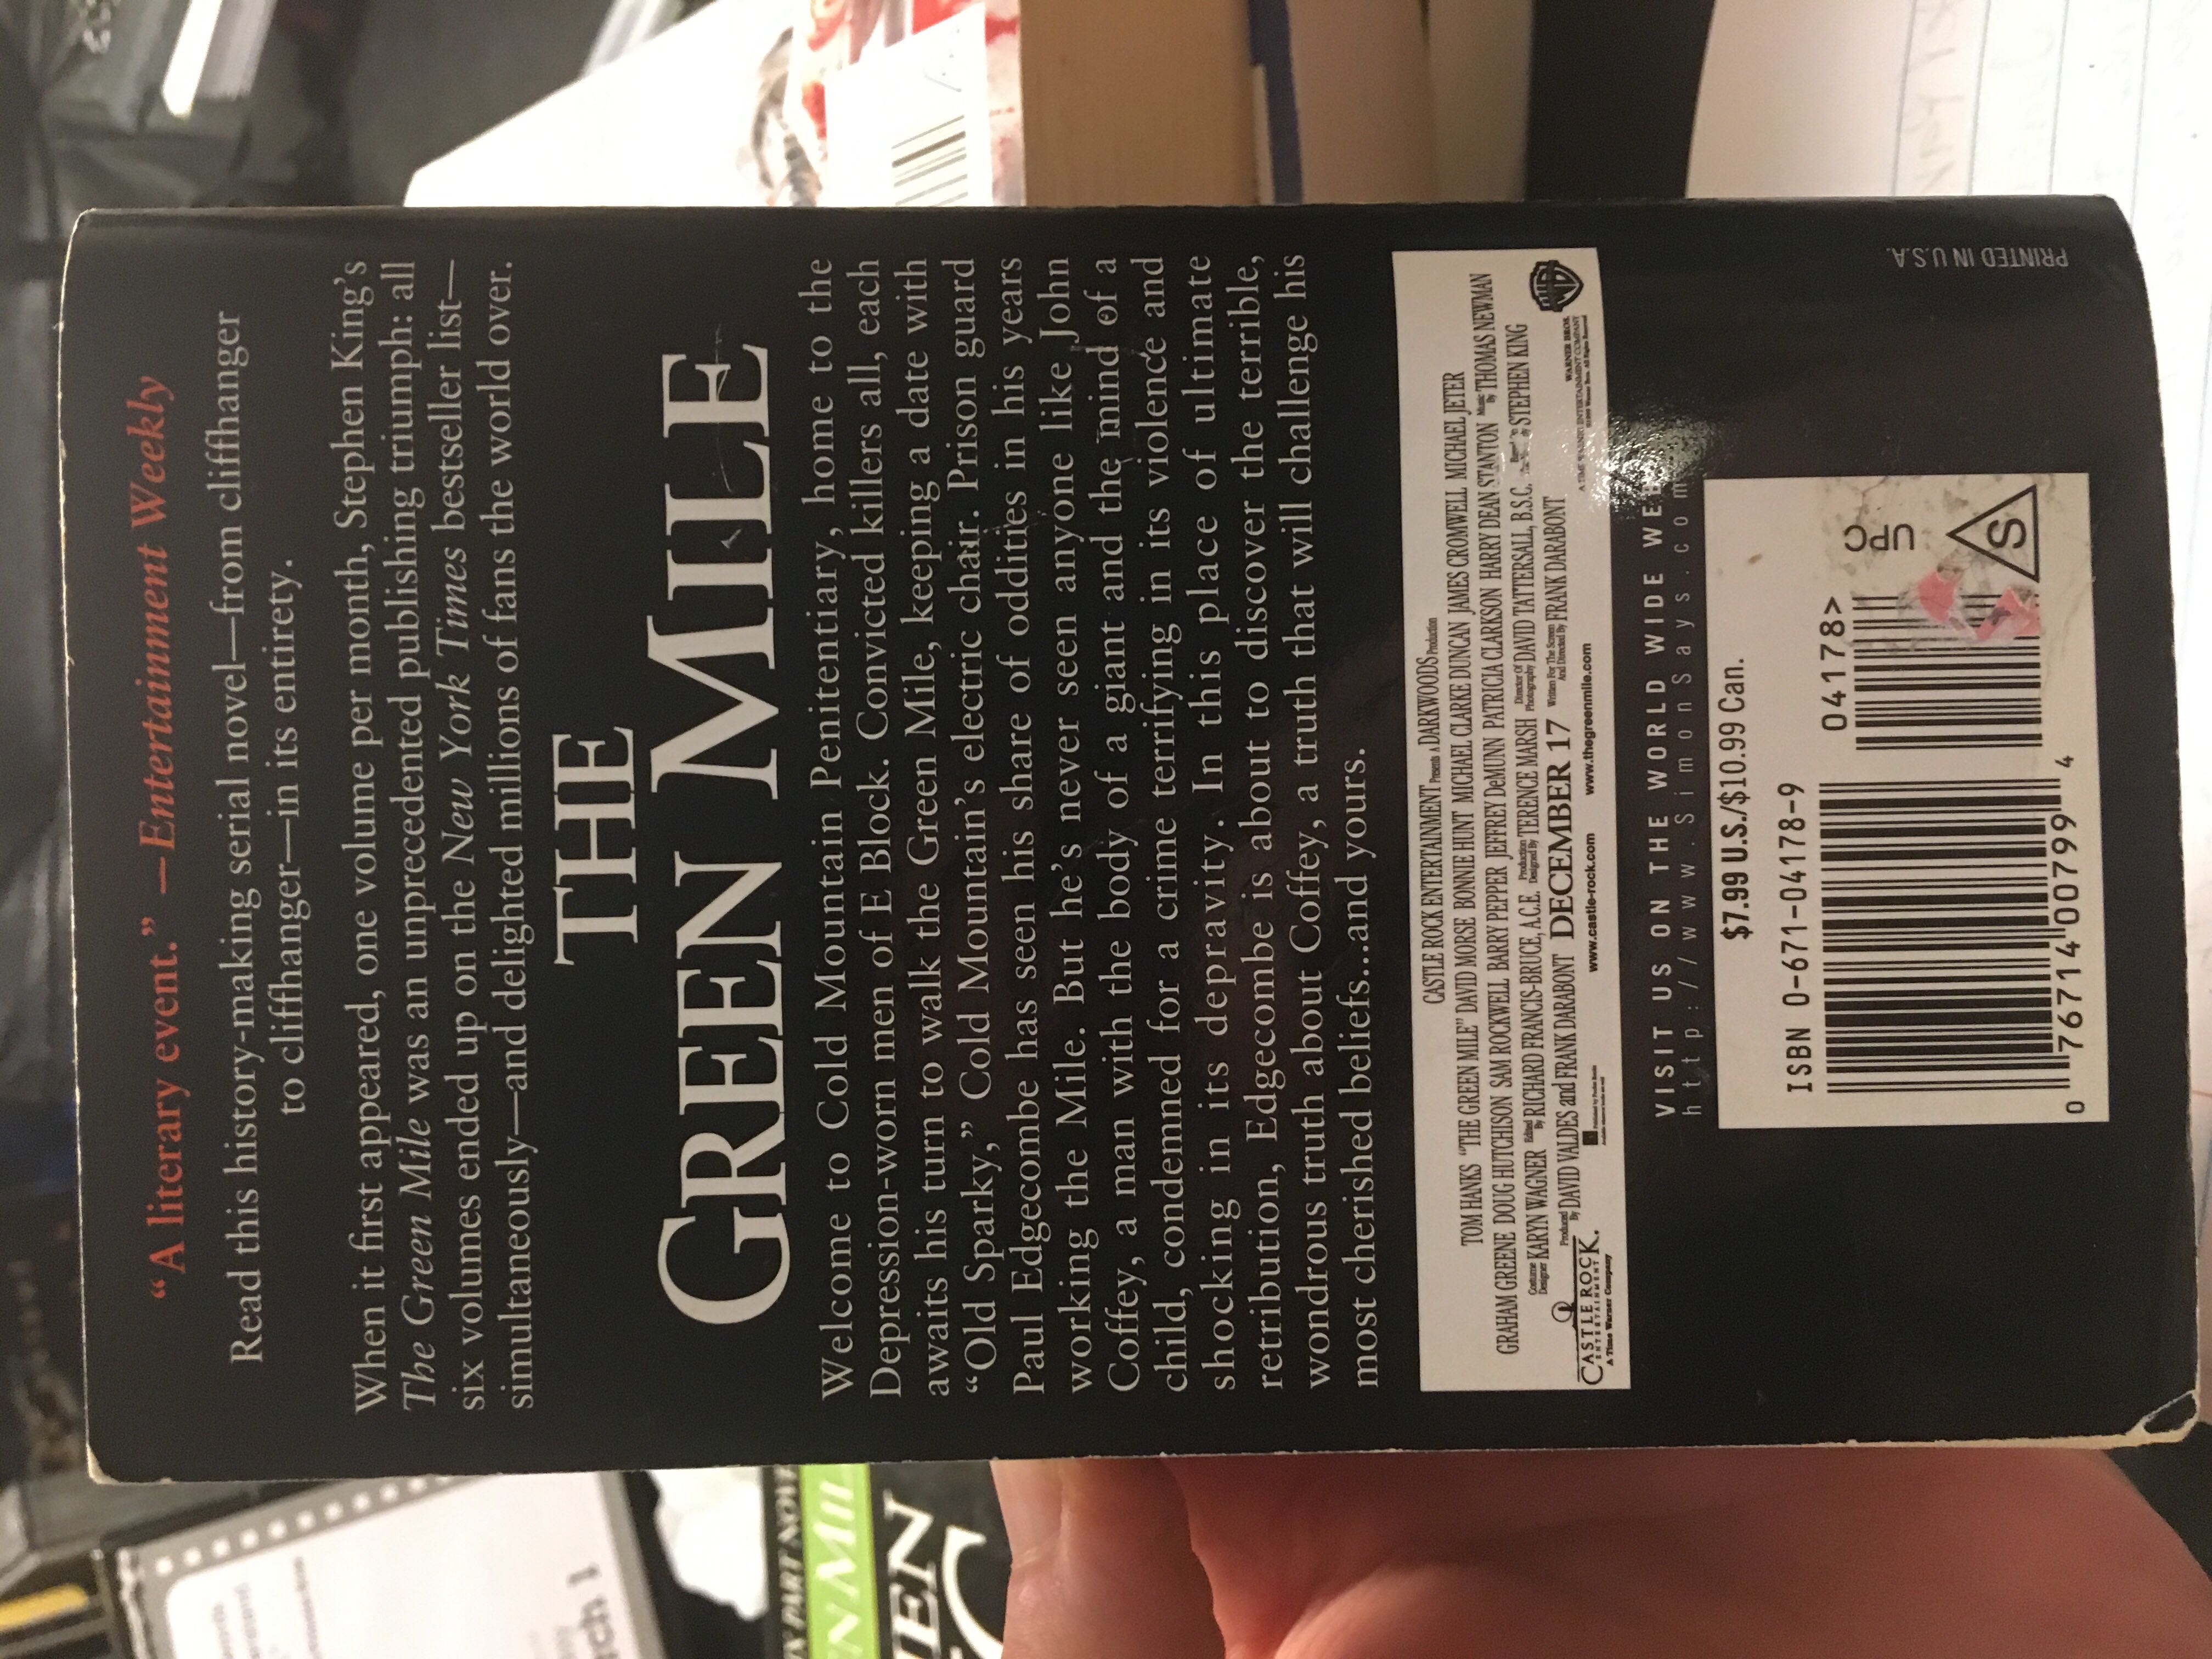 "A literary event." —Entertainment Weekly
Read this history-making serial novel—from cliffhanger
to cliffhanger—in its entirety.
When it first appeared, one volume per month, Stephen King's
The Green Mile was an unprecedented publishing triumph: all
six volumes ended up on the New York Times bestseller list—
simultaneously—and delighted millions of fans the world over.
THE
GREEN MILE
Welcome to Cold Mountain Penitentiary, home to the
Depression-worn men of E Block. Convicted killers all, each
awaits his turn to walk the Green Mile, keeping a date with
"Old Sparky," Cold Mountain's electric chair. Prison guard
Paul Edgecombe has seen his share of oddities in his years
working the Mile. But he's never seen anyone like John
Coffey, a man with the body of a giant and the mind of a
child, condemned for a crime terrifying in its violence and
shocking in its depravity. In this place of ultimate
retribution, Edgecombe is about to discover the terrible,
wondrous truth about Coffey, a truth that will challenge his
most cherished beliefs...and yours.
CASTLE ROCK ENTERTAINMENT Presents A DARKWOODS Production
TOM HANKS "THE GREEN MILE" DAVID MORSE BONNIE HUNT MICHAEL CLARKE DUNCAN JAMES CROMWELL MICHAEL JETER
GRAHAM GREENE DOUG HUTCHISON SAM ROCKWELL BARRY PEPPER JEFFREY DeMUNN PATRICIA CLARKSON HARRY DEAN STANTON Music By THOMAS NEWMAN
Costume Designer KARYN WAGNER Edited By RICHARD FRANCIS-BRUCE, A.C.E. Production Designed By TERENCE MARSH Director Of Photography DAVID TATTERSALL, B.S.C. by STEPHEN KING
Produced By DAVID VALDES and FRANK DARABONT DECEMBER 17 Written For The Screen And Directed By FRANK DARABONT
CASTLE ROCK
ENTERTAINMENT
A Time Warner Company
www.castle-rock.com www.thegreenmile.com
WB
WARNER BROS.
A TIME WARNER ENTERTAINMENT COMPANY
VISIT US ON THE WORLD WIDE
http://www.SimonSays.com
$7.99 U.S./$10.99 Can.
ISBN 0-671-04178-9
04178>
0 76714 00799 4
UPC
S
PRINTED IN U.S.A.
PART NOV
EN MIL